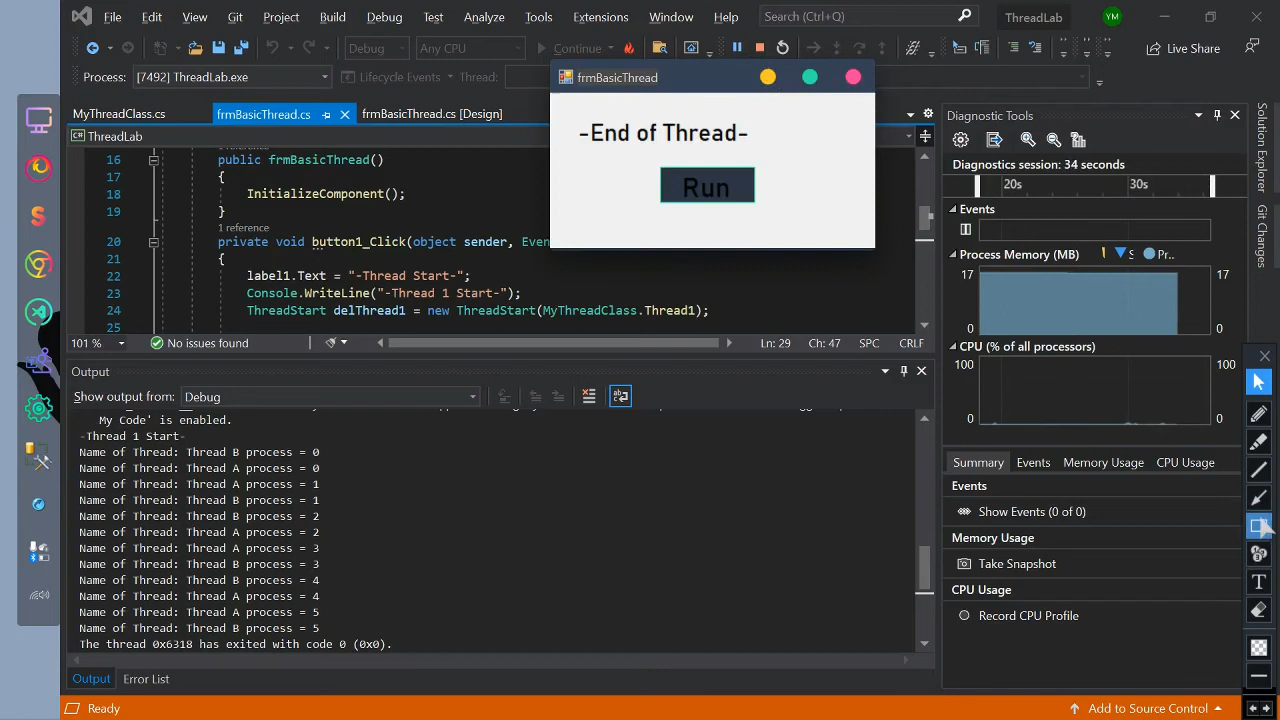 File Edit View Git Project Build Debug Test Analyze Tools Extensions Window Help Search (Ctrl+Q) ThreadLab YM
Debug Any CPU Continue Live Share
Process: [7492] ThreadLab.exe Lifecycle Events Thread:
frmBasicThread
-End of Thread-
Run
MyThreadClass.cs frmBasicThread.cs frmBasicThread.cs [Design]
ThreadLab
16 public frmBasicThread()
17 {
18 InitializeComponent();
19 }
1 reference
20 private void button1_Click(object sender, Even
21 {
22 label1.Text = "-Thread Start-";
23 Console.WriteLine("-Thread 1 Start-");
24 ThreadStart delThread1 = new ThreadStart(MyThreadClass.Thread1);
25
101 % No issues found Ln: 29 Ch: 47 SPC CRLF
Output
Show output from: Debug
My Code' is enabled.
-Thread 1 Start-
Name of Thread: Thread B process = 0
Name of Thread: Thread A process = 0
Name of Thread: Thread A process = 1
Name of Thread: Thread B process = 1
Name of Thread: Thread B process = 2
Name of Thread: Thread A process = 2
Name of Thread: Thread A process = 3
Name of Thread: Thread B process = 3
Name of Thread: Thread B process = 4
Name of Thread: Thread A process = 4
Name of Thread: Thread A process = 5
Name of Thread: Thread B process = 5
The thread 0x6318 has exited with code 0 (0x0).
Output Error List
Ready Add to Source Control
Diagnostic Tools
Diagnostics session: 34 seconds
20s 30s
Events
Process Memory (MB) S Pr..
17 17
0 0
CPU (% of all processors)
100 100
0 0
Summary Events Memory Usage CPU Usage
Events
Show Events (0 of 0)
Memory Usage
Take Snapshot
CPU Usage
Record CPU Profile
Solution Explorer
Git Changes